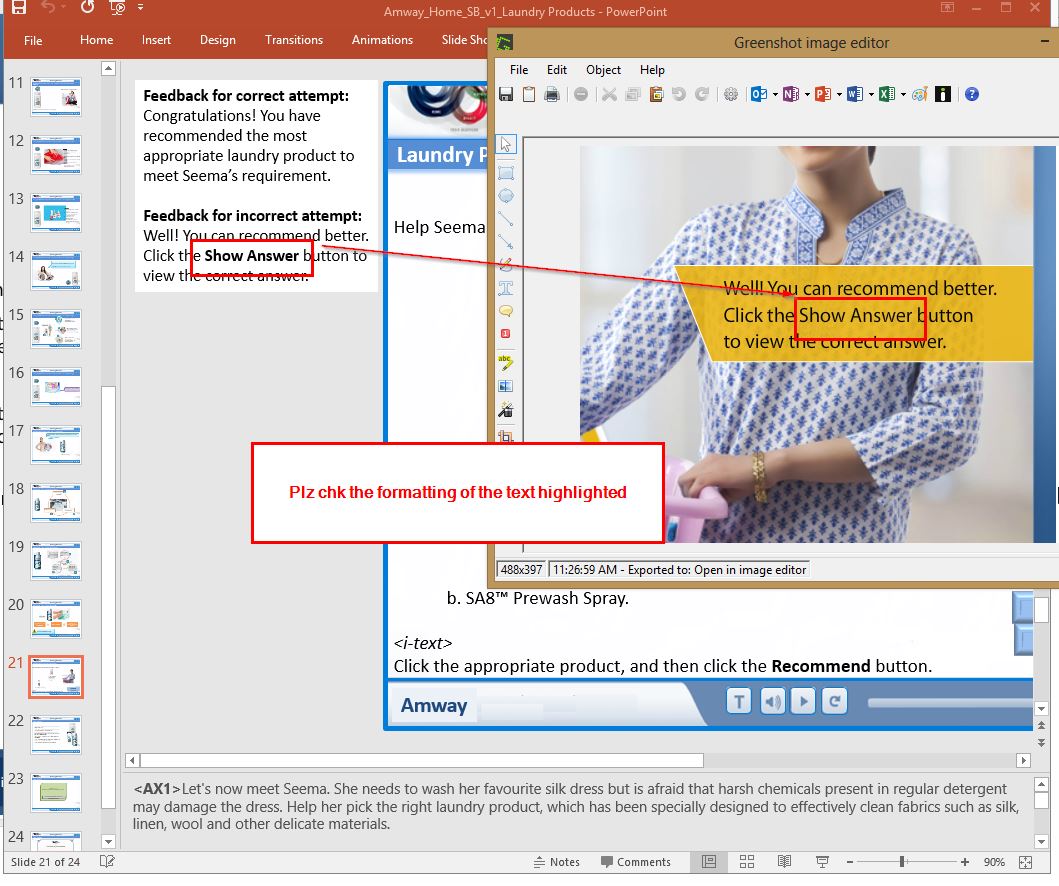 Amway_Home_SB_v1_Laundry Products - PowerPoint
File Home Insert Design Transitions Animations Slide Sho
Greenshot image editor
File Edit Object Help
11
12
13
14
15
16
17
18
19
20
21
22
23
24
Feedback for correct attempt:
Congratulations! You have
recommended the most
appropriate laundry product to
meet Seema's requirement.
Feedback for incorrect attempt:
Well! You can recommend better.
Click the Show Answer button to
view the correct answer.
Laundry P
Help Seema
Well! You can recommend better.
Click the Show Answer button
to view the correct answer.
Plz chk the formatting of the text highlighted
488x397 11:26:59 AM - Exported to: Open in image editor
b. SA8™ Prewash Spray.
<i-text>
Click the appropriate product, and then click the Recommend button.
Amway
T
<AX1>Let's now meet Seema. She needs to wash her favourite silk dress but is afraid that harsh chemicals present in regular detergent
may damage the dress. Help her pick the right laundry product, which has been specially designed to effectively clean fabrics such as silk,
linen, wool and other delicate materials.
Slide 21 of 24 Notes Comments 90%